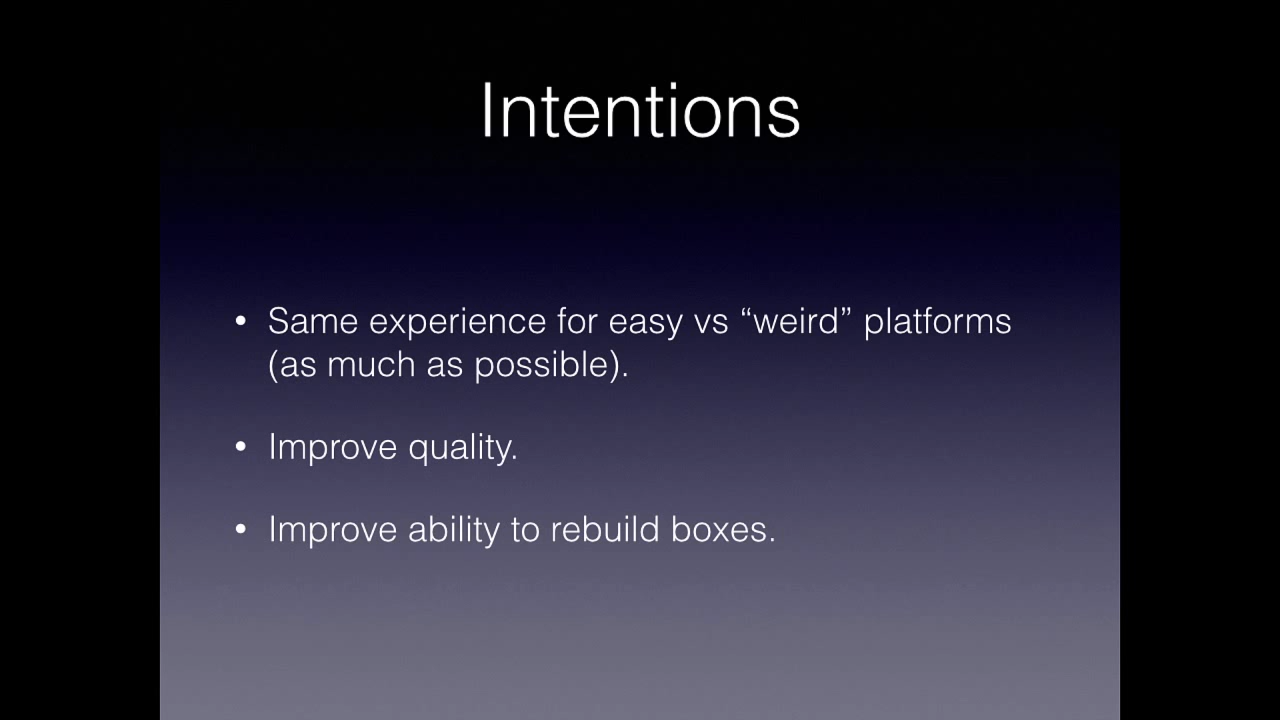 Intentions
• Same experience for easy vs “weird” platforms
(as much as possible).
• Improve quality.
• Improve ability to rebuild boxes.